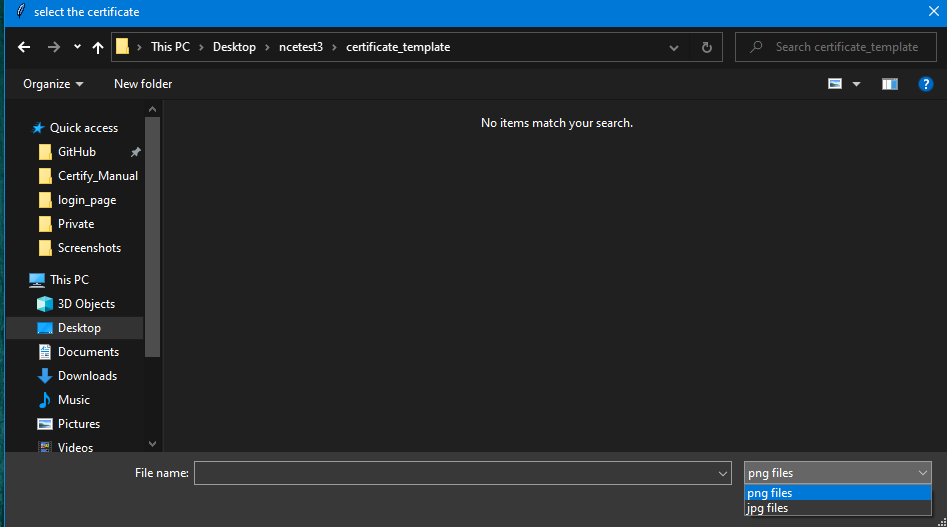 select the certificate
This PC > Desktop > ncetest3 > certificate_template
Search certificate_template
Organize
New folder
?
No items match your search.
Quick access
GitHub
Certify_Manual
login_page
Private
Screenshots
This PC
3D Objects
Desktop
Documents
Downloads
Music
Pictures
Videos
File name:
png files
png files
jpg files